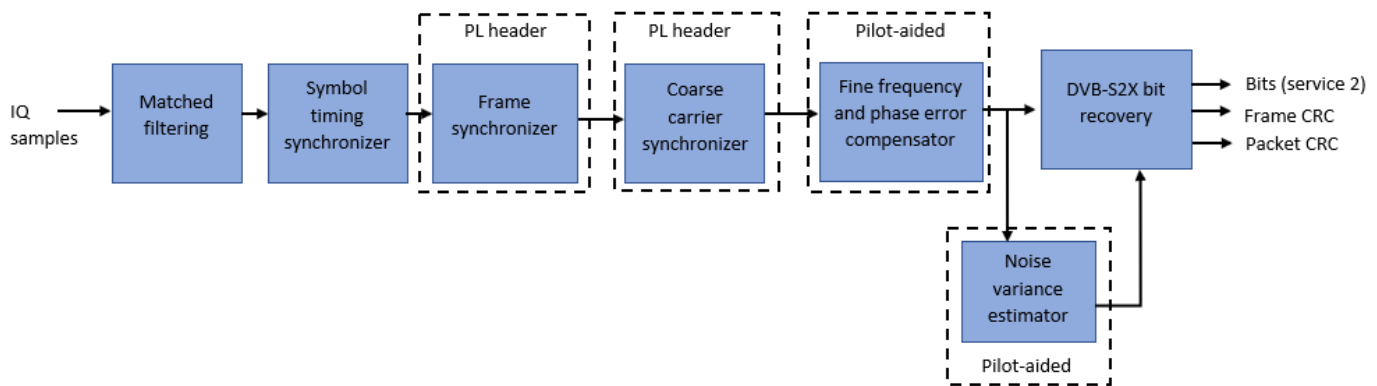 PL header
PL header
Pilot-aided
IQ
samples
Matched
filtering
Symbol
timing
synchronizer
Frame
synchronizer
Coarse
carrier
synchronizer
Fine frequency
and phase error
compensator
DVB-S2X bit
recovery
Bits (service 2)
Frame CRC
Packet CRC
Noise
variance
estimator
Pilot-aided